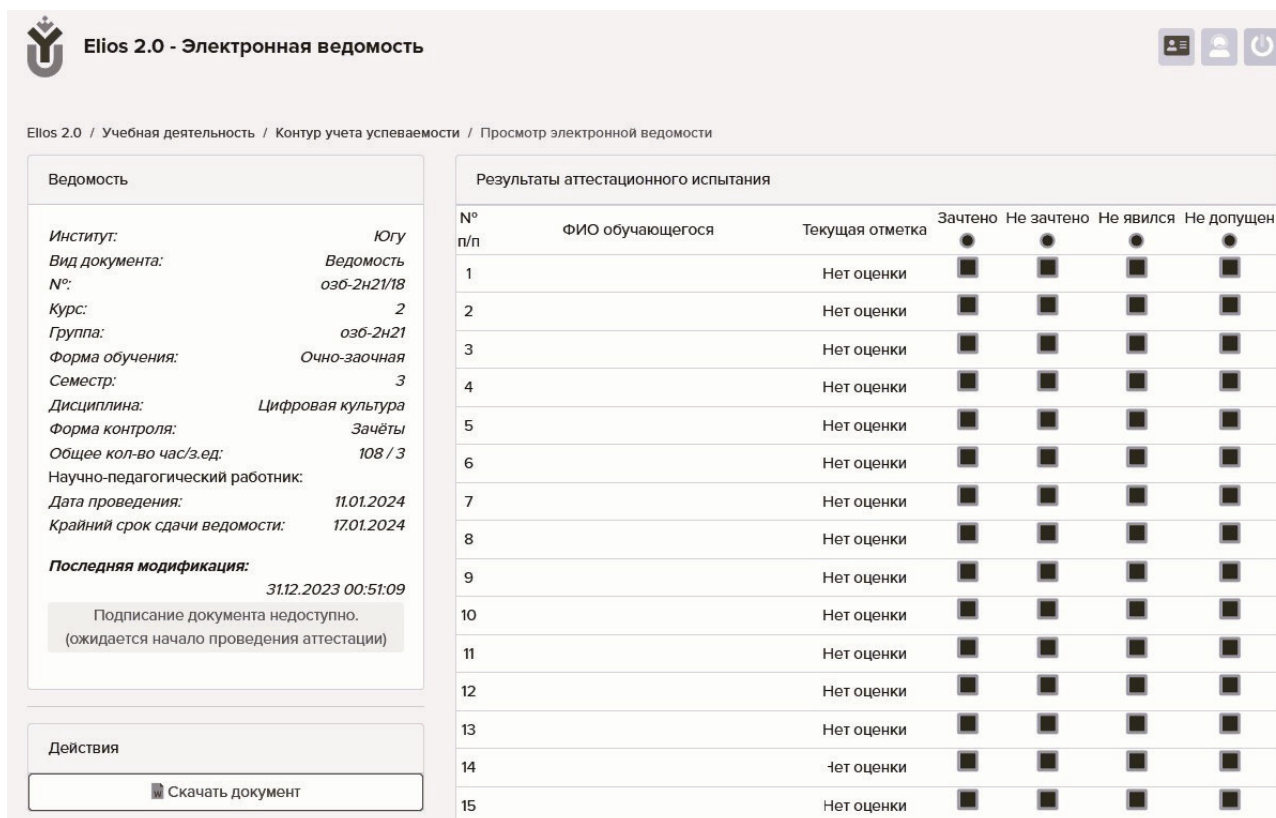 Elios 2.0 - Электронная ведомость
Elios 2.0 / Учебная деятельность / Контур учета успеваемости / Просмотр электронной ведомости
Ведомость
Институт: Югу
Вид документа: Ведомость
№: озб-2н21/18
Курс: 2
Группа: озб-2н21
Форма обучения: Очно-заочная
Семестр: 3
Дисциплина: Цифровая культура
Форма контроля: Зачёты
Общее кол-во час/з.ед: 108 / 3
Научно-педагогический работник:
Дата проведения: 11.01.2024
Крайний срок сдачи ведомости: 17.01.2024
Последняя модификация:
31.12.2023 00:51:09
Подписание документа недоступно.
(ожидается начало проведения аттестации)
Действия
Скачать документ
Результаты аттестационного испытания
№ п/п ФИО обучающегося Текущая отметка Зачтено Не зачтено Не явился Не допущен
1 Нет оценки
2 Нет оценки
3 Нет оценки
4 Нет оценки
5 Нет оценки
6 Нет оценки
7 Нет оценки
8 Нет оценки
9 Нет оценки
10 Нет оценки
11 Нет оценки
12 Нет оценки
13 Нет оценки
14 Нет оценки
15 Нет оценки